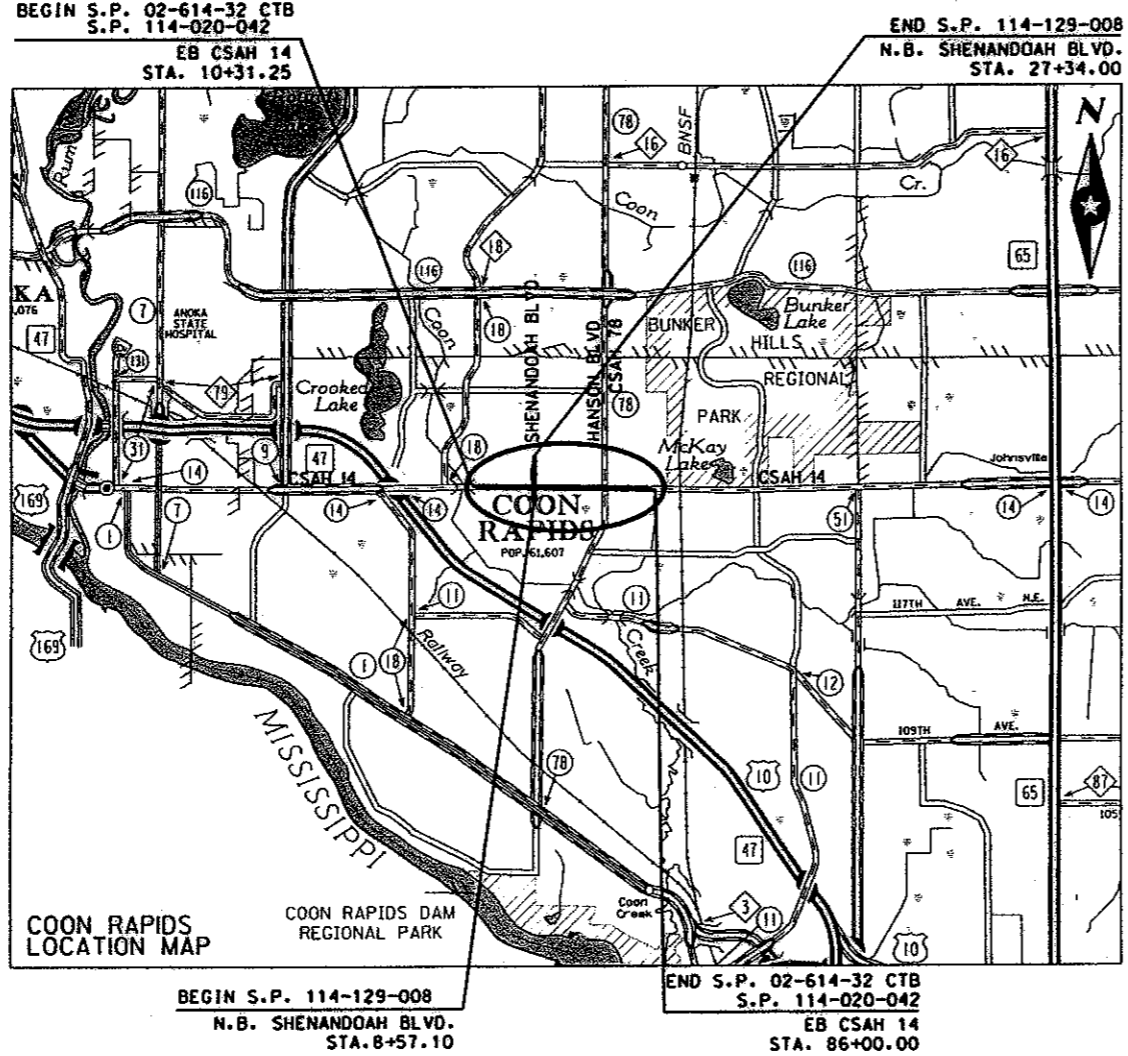 BEGIN S.P. 02-614-32 CTB
S.P. 114-020-042
EB CSAH 14
STA. 10+31.25
END S.P. 114-129-008
N.B. SHENANDOAH BLVD.
STA. 27+34.00
N
Rum
78
16
BNSF
16
116
Coon
Cr.
18
65
116
116
KA
,076
47
7
ANOKA
STATE
HOSPITAL
Coon
18
SHENANDOAH BLVD
HANSON BLVD
CSAH 78
BUNKER
HILLS
REGIONAL
PARK
Bunker
Lake
131
79
Crooked
Lake
78
31
9
47
18
McKay
Lake
Johnsville
14
CSAH 14
CSAH 14
169
14
14
COON
RAPIDS
POP. 61,607
51
14
14
1
7
11
11
117TH AVE. N.E.
169
Creek
Railway
1
18
12
MISSISSIPPI
109TH AVE.
78
10
11
65
87
105
47
COON RAPIDS
LOCATION MAP
COON RAPIDS DAM
REGIONAL PARK
Coon
Creek
3
11
10
BEGIN S.P. 114-129-008
N.B. SHENANDOAH BLVD.
STA.8+57.10
END S.P. 02-614-32 CTB
S.P. 114-020-042
EB CSAH 14
STA. 86+00.00